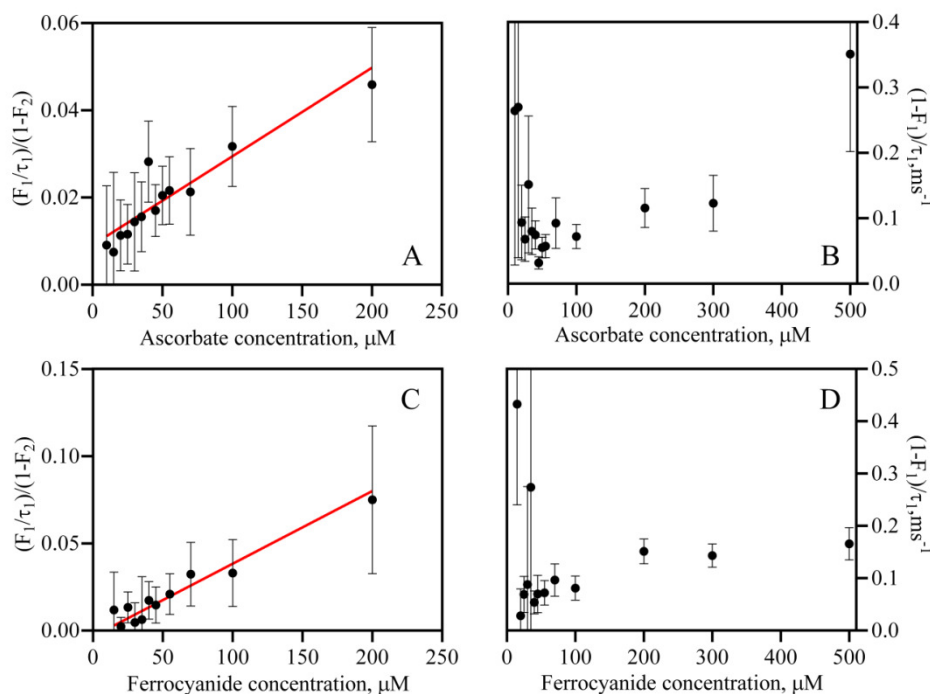 0.06
0.04
0.02
0.00
(F₁/τ₁)/(1-F₂)
A
0 50 100 150 200 250
Ascorbate concentration, μM
0.4
0.3
0.2
0.1
0.0
(1-F₁)/τ₁,ms⁻¹
B
0 100 200 300 400 500
Ascorbate concentration, μM
0.15
0.10
0.05
0.00
(F₁/τ₁)/(1-F₂)
C
0 50 100 150 200 250
Ferrocyanide concentration, μM
0.5
0.4
0.3
0.2
0.1
0.0
(1-F₁)/τ₁,ms⁻¹
D
0 100 200 300 400 500
Ferrocyanide concentration, μM